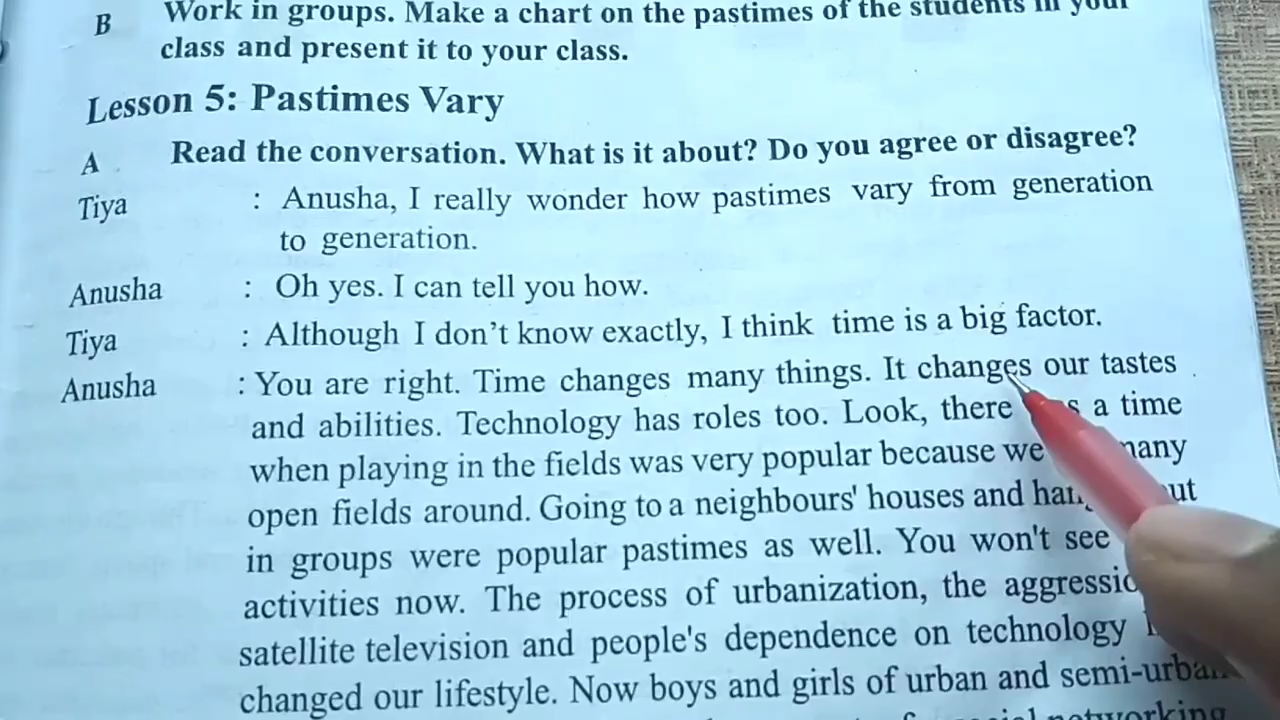 B Work in groups. Make a chart on the pastimes of the students in your
class and present it to your class.
Lesson 5: Pastimes Vary
A Read the conversation. What is it about? Do you agree or disagree?
Tiya : Anusha, I really wonder how pastimes vary from generation
to generation.
Anusha : Oh yes. I can tell you how.
Tiya : Although I don't know exactly, I think time is a big factor.
Anusha : You are right. Time changes many things. It changes our tastes
and abilities. Technology has roles too. Look, there a time
when playing in the fields was very popular because we many
open fields around. Going to a neighbours' houses and
in groups were popular pastimes as well. You won't see
activities now. The process of urbanization, the
satellite television and people's dependence on technology
changed our lifestyle. Now boys and girls of urban and semi-urban
networking